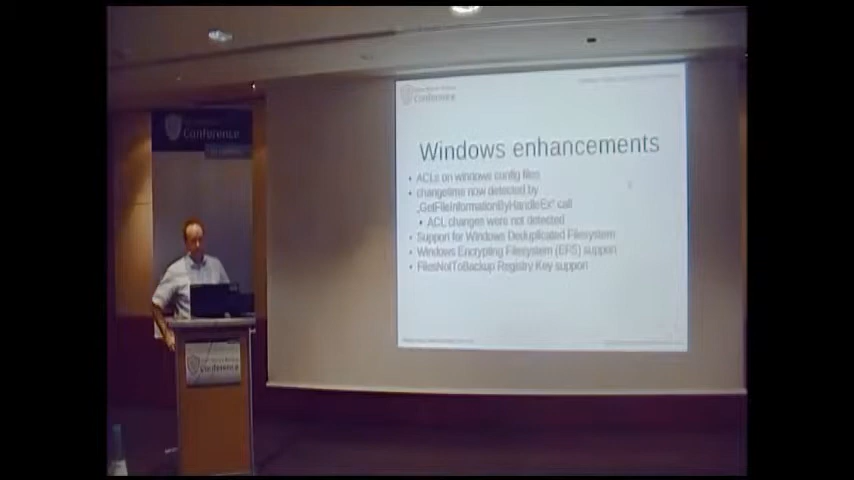 Conference
Conference
Windows enhancements
• ACLs on windows config files
• changetime now detected by
„GetFileInformationByHandleEx“ call
• ACL changes were not detected
• Support for Windows Deduplicated Filesystem
• Windows Encrypting Filesystem (EFS) support
• FilesNotToBackup Registry Key support
Conference